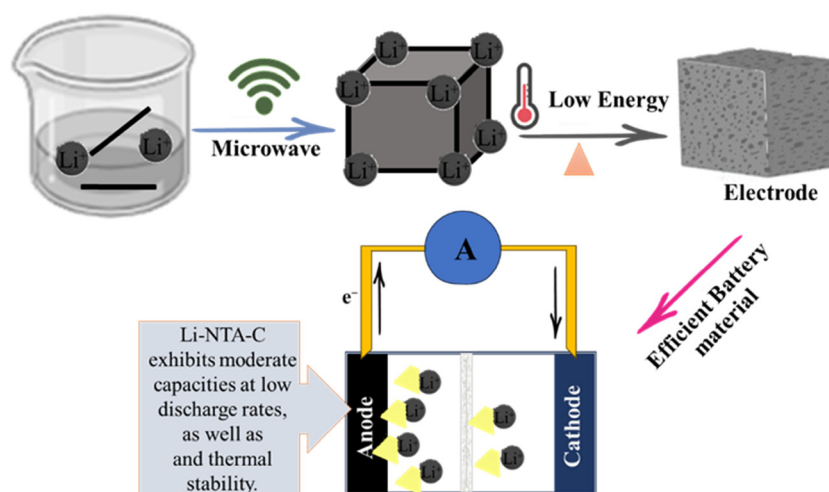 Li⁺
Li⁺
Microwave
Li⁺
Li⁺
Li⁺
Li⁺
Li⁺
Li⁺
Li⁺
Low Energy
Electrode
A
e⁻
Efficient Battery
material
Li-NTA-C
exhibits moderate
capacities at low
discharge rates,
as well as
and thermal
stability.
Anode
Li⁺
Li⁺
Li⁺
Li⁺
Li⁺
Li⁺
Cathode